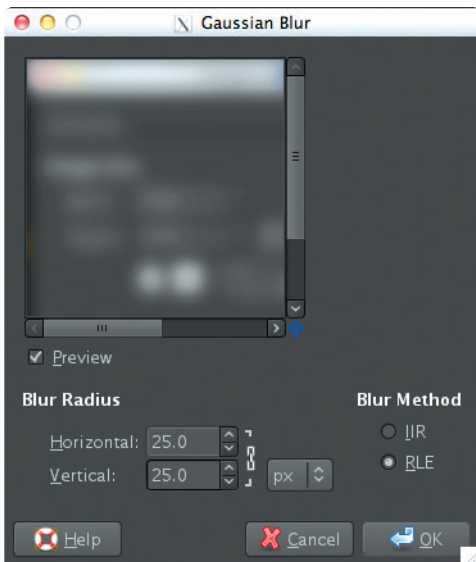 Gaussian Blur
Preview
Blur Radius
Blur Method
Horizontal: 25.0
IIR
Vertical: 25.0
px
RLE
Help
Cancel
OK